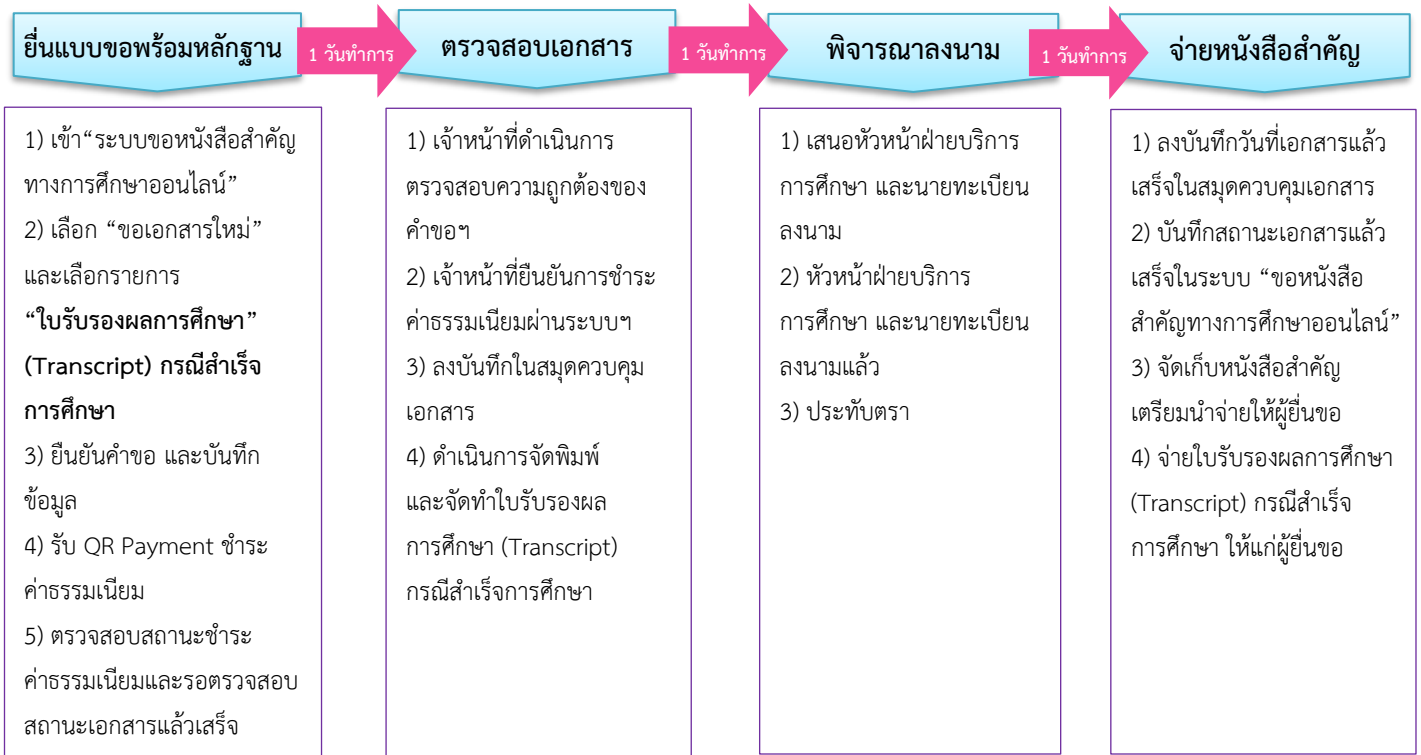 ยื่นแบบขอพร้อมหลักฐาน
1 วันทำการ
ตรวจสอบเอกสาร
1 วันทำการ
พิจารณาลงนาม
1 วันทำการ
จ่ายหนังสือสำคัญ
1) เข้า“ระบบขอหนังสือสำคัญ
ทางการศึกษาออนไลน์”
2) เลือก “ขอเอกสารใหม่”
และเลือกรายการ
“ใบรับรองผลการศึกษา”
(Transcript) กรณีสำเร็จ
การศึกษา
3) ยืนยันคำขอ และบันทึก
ข้อมูล
4) รับ QR Payment ชำระ
ค่าธรรมเนียม
5) ตรวจสอบสถานะชำระ
ค่าธรรมเนียมและรอตรวจสอบ
สถานะเอกสารแล้วเสร็จ
1) เจ้าหน้าที่ดำเนินการ
ตรวจสอบความถูกต้องของ
คำขอฯ
2) เจ้าหน้าที่ยืนยันการชำระ
ค่าธรรมเนียมผ่านระบบฯ
3) ลงบันทึกในสมุดควบคุม
เอกสาร
4) ดำเนินการจัดพิมพ์
และจัดทำใบรับรองผล
การศึกษา (Transcript)
กรณีสำเร็จการศึกษา
1) เสนอหัวหน้าฝ่ายบริการ
การศึกษา และนายทะเบียน
ลงนาม
2) หัวหน้าฝ่ายบริการ
การศึกษา และนายทะเบียน
ลงนามแล้ว
3) ประทับตรา
1) ลงบันทึกวันที่เอกสารแล้ว
เสร็จในสมุดควบคุมเอกสาร
2) บันทึกสถานะเอกสารแล้ว
เสร็จในระบบ “ขอหนังสือ
สำคัญทางการศึกษาออนไลน์”
3) จัดเก็บหนังสือสำคัญ
เตรียมนำจ่ายให้ผู้ยื่นขอ
4) จ่ายใบรับรองผลการศึกษา
(Transcript) กรณีสำเร็จ
การศึกษา ให้แก่ผู้ยื่นขอ